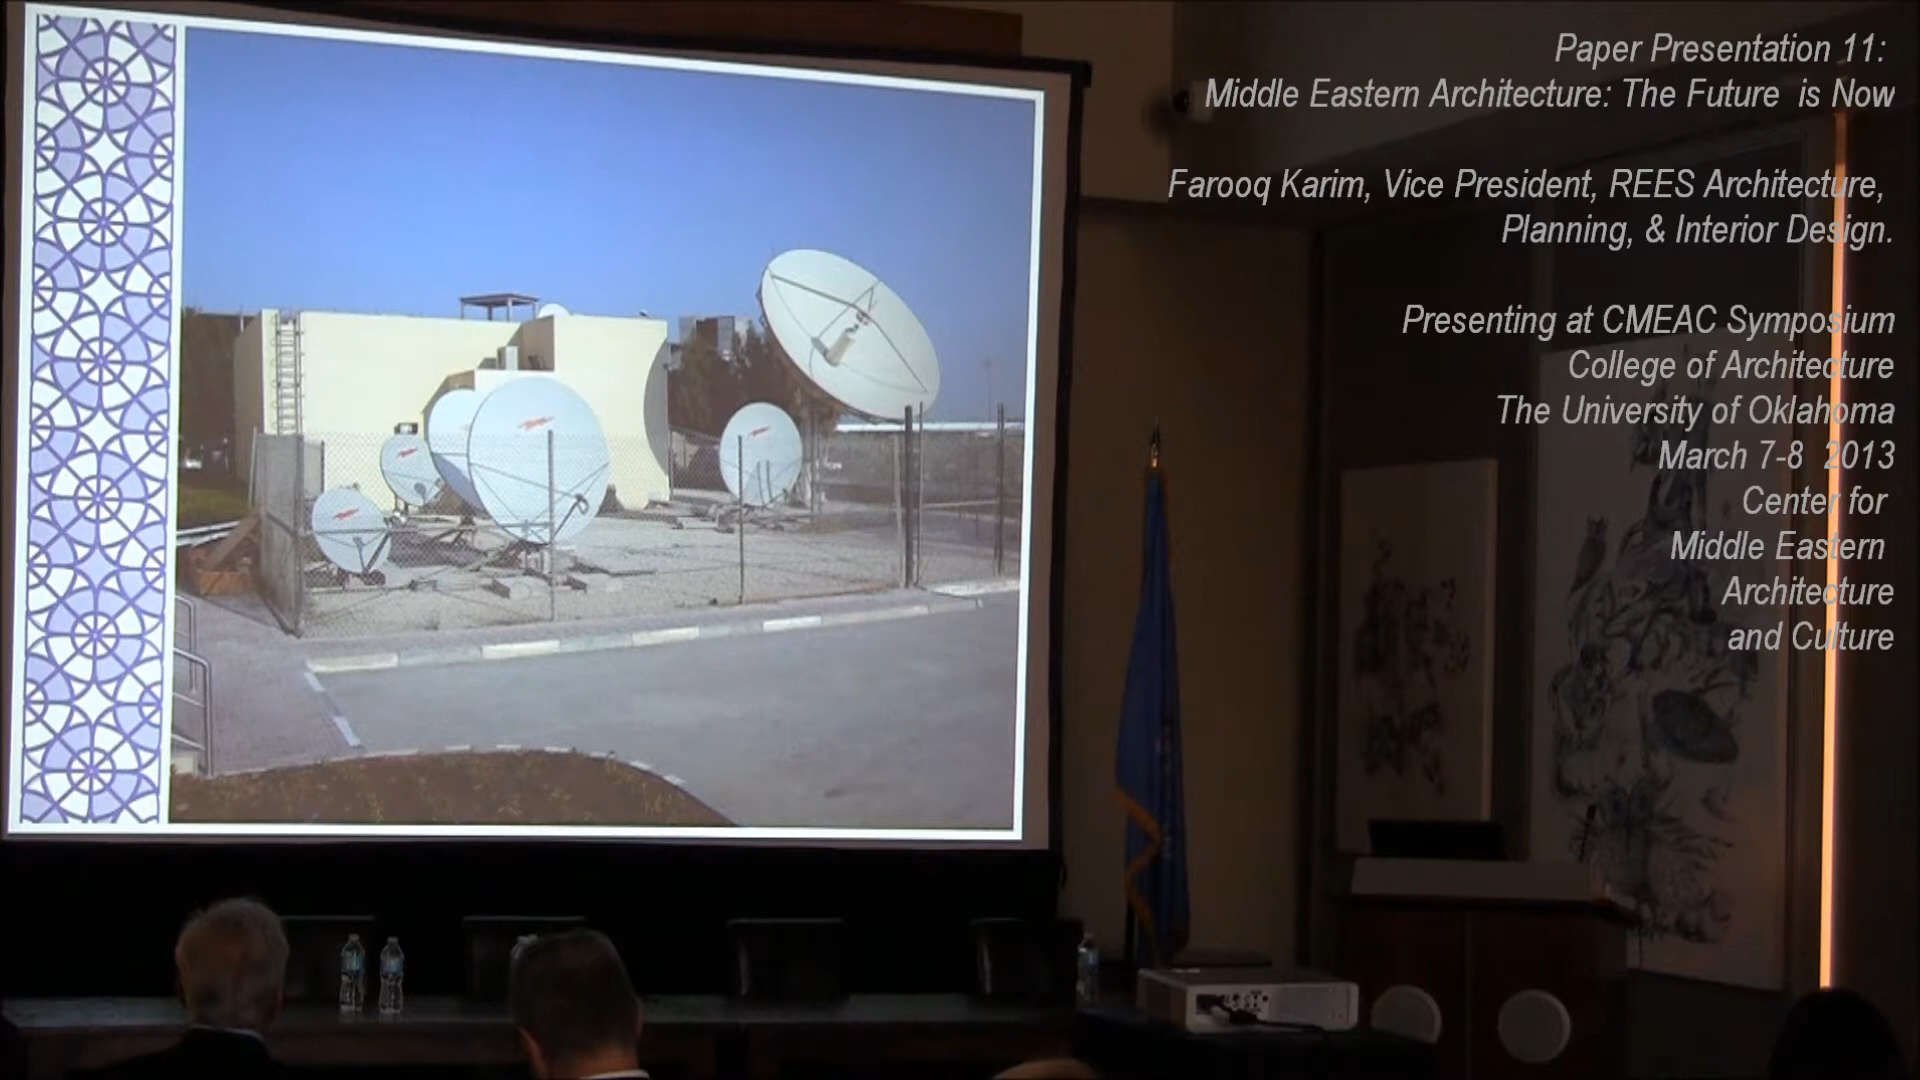 Paper Presentation 11:
Middle Eastern Architecture: The Future is Now
Farooq Karim, Vice President, REES Architecture,
Planning, & Interior Design.
Presenting at CMEAC Symposium
College of Architecture
The University of Oklahoma
March 7-8 2013
Center for
Middle Eastern
Architecture
and Culture